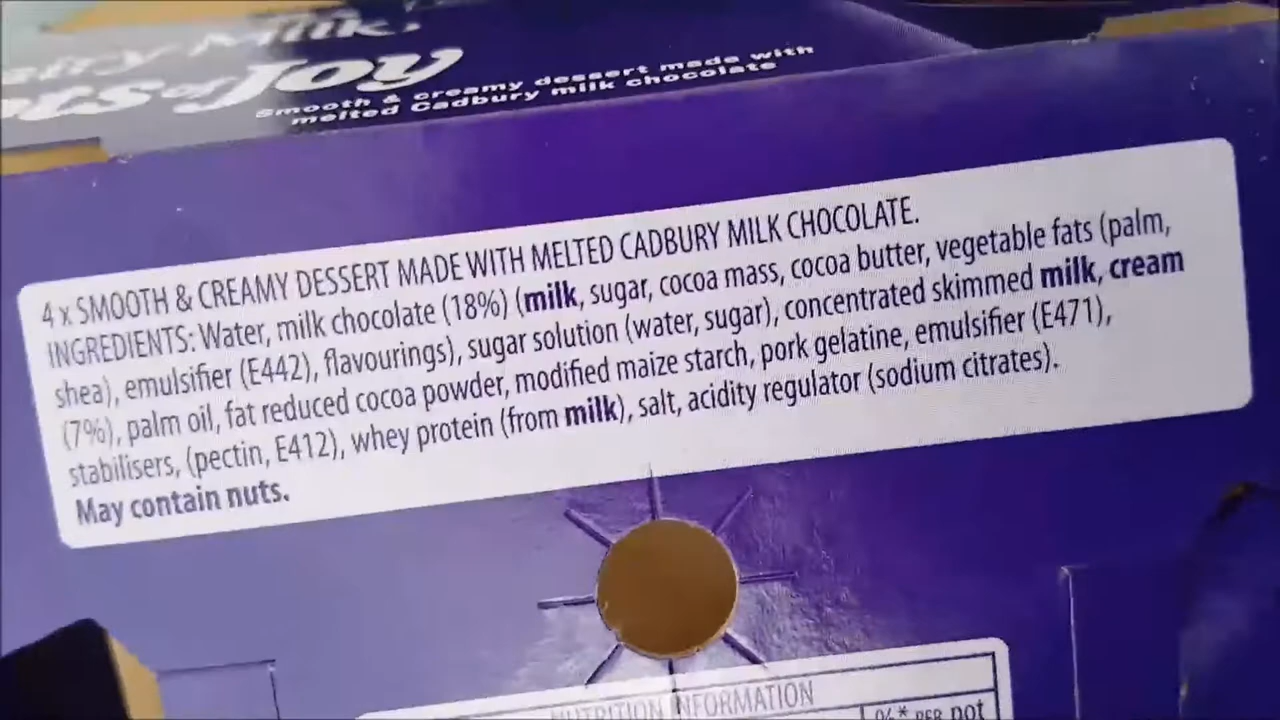 airy Milk
ts of Joy
Smooth & creamy dessert made with
melted Cadbury milk chocolate
4 x SMOOTH & CREAMY DESSERT MADE WITH MELTED CADBURY MILK CHOCOLATE.
INGREDIENTS: Water, milk chocolate (18%) (milk, sugar, cocoa mass, cocoa butter, vegetable fats (palm,
shea), emulsifier (E442), flavourings), sugar solution (water, sugar), concentrated skimmed milk, cream
(7%), palm oil, fat reduced cocoa powder, modified maize starch, pork gelatine, emulsifier (E471),
stabilisers, (pectin, E412), whey protein (from milk), salt, acidity regulator (sodium citrates).
May contain nuts.
NUTRITION INFORMATION
%* PER pot